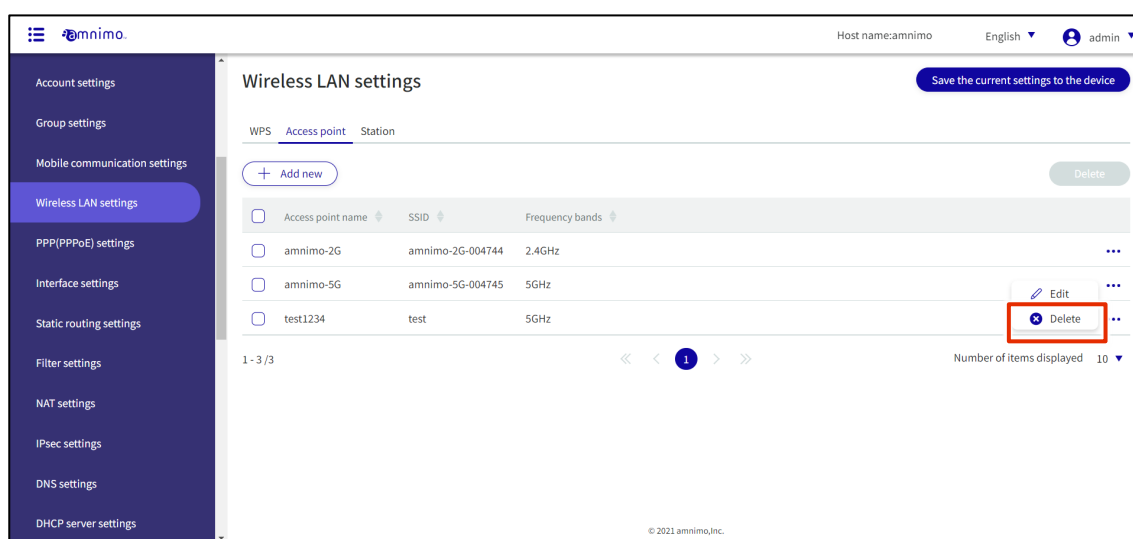 amnimo
Host name:amnimo
English
admin
Account settings
Group settings
Mobile communication settings
Wireless LAN settings
PPP(PPPoE) settings
Interface settings
Static routing settings
Filter settings
NAT settings
IPsec settings
DNS settings
DHCP server settings
Wireless LAN settings
Save the current settings to the device
WPS Access point Station
+ Add new
Delete
Access point name SSID Frequency bands
amnimo-2G amnimo-2G-004744 2.4GHz
amnimo-5G amnimo-5G-004745 5GHz
Edit
test1234 test 5GHz
Delete
1 - 3 /3
« < 1 > »
Number of items displayed 10
© 2021 amnimo,Inc.